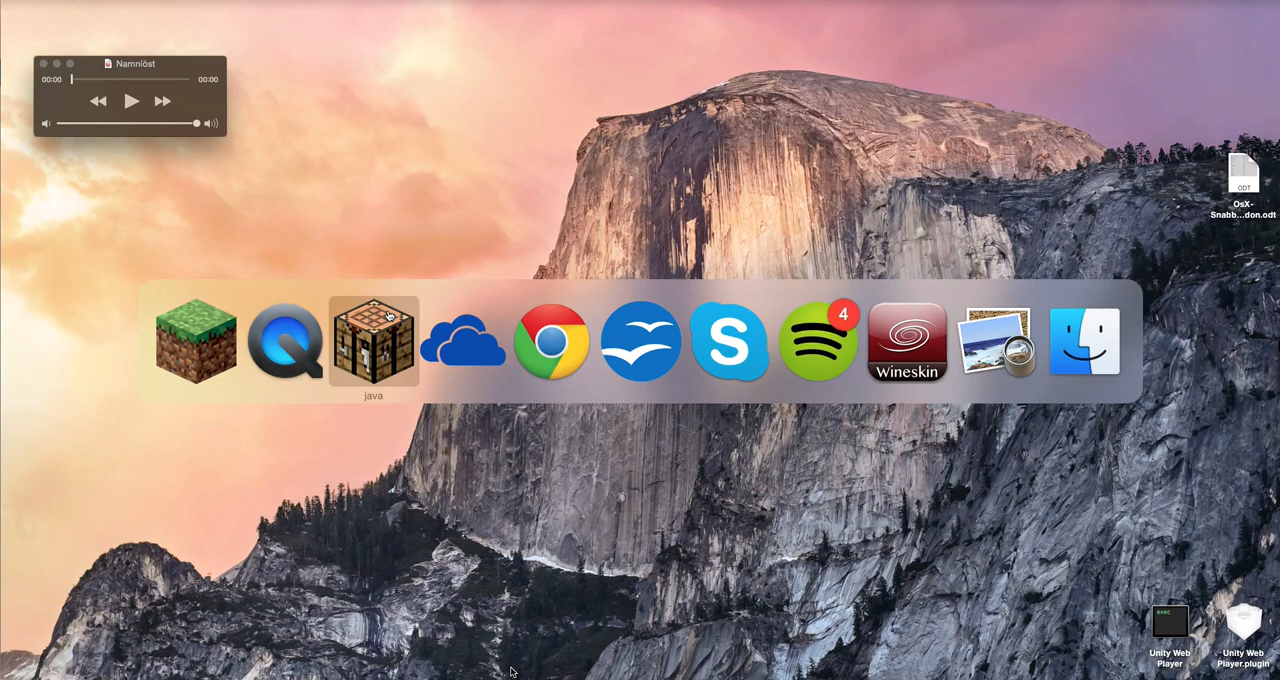 Namnlöst
00:00
00:00
ODT
OsX-
Snabb...don.odt
4
Wineskin
java
exec
Unity Web
Player
Unity Web
Player.plugin